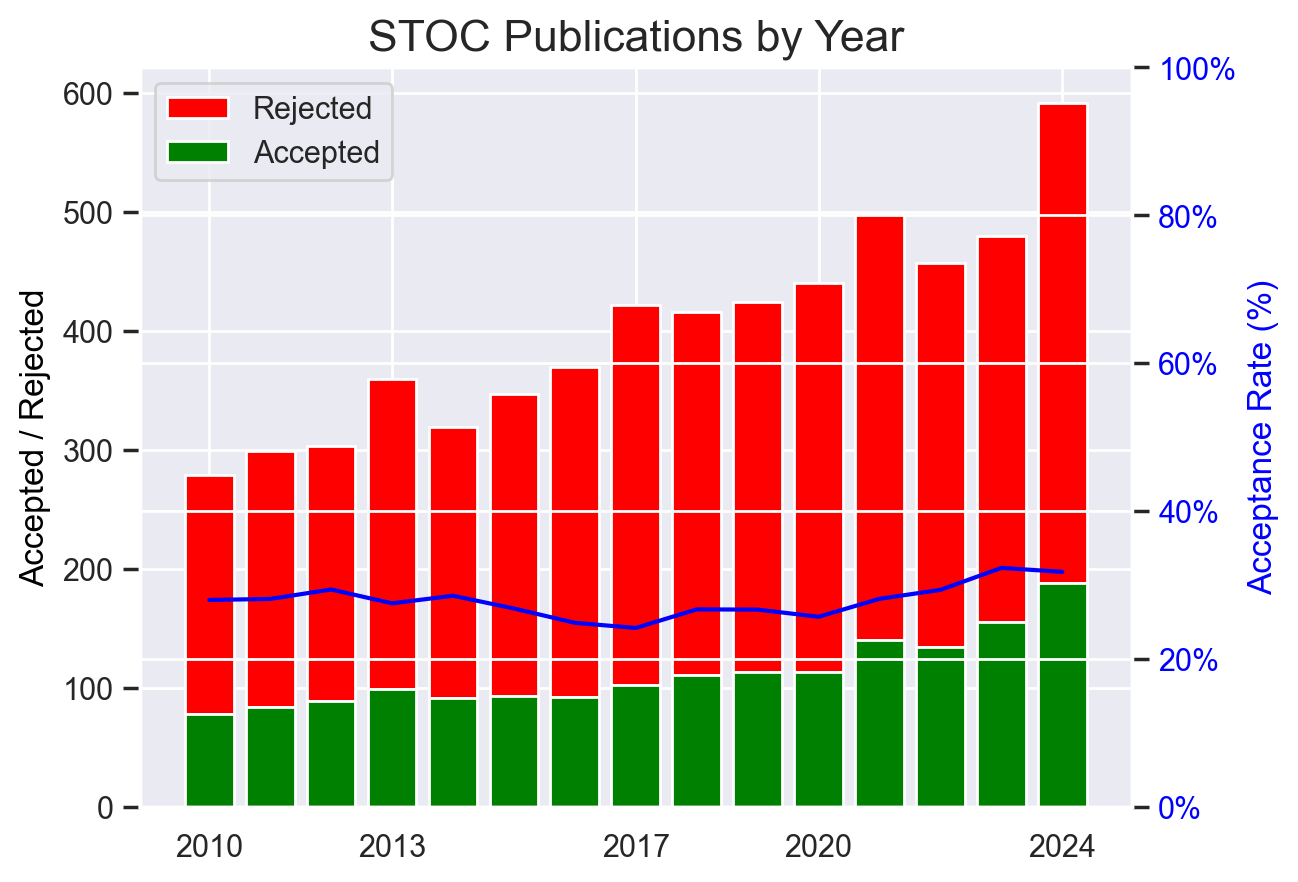 STOC Publications by Year
Rejected
Accepted
Accepted / Rejected
600
500
400
300
200
100
0
100%
80%
60%
40%
20%
0%
Acceptance Rate (%)
2010 2013 2017 2020 2024